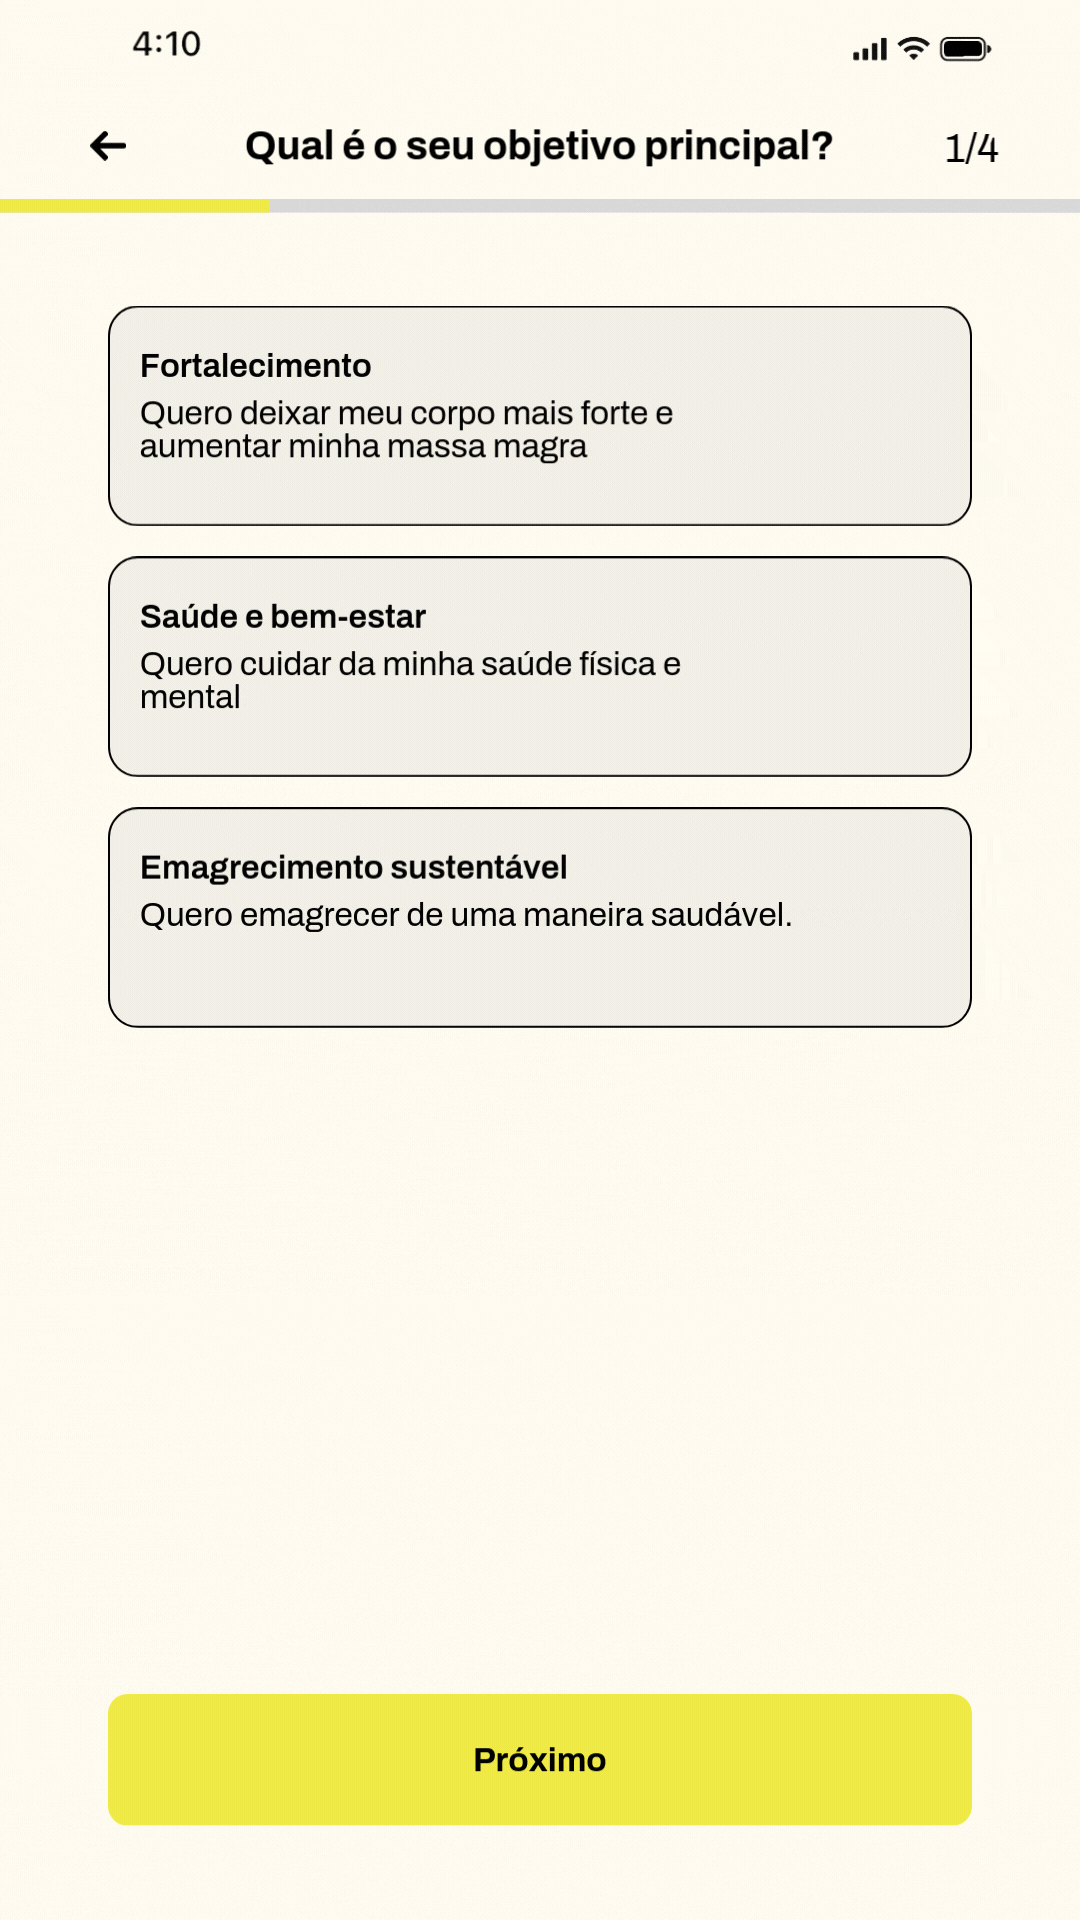 4:10
Qual é o seu objetivo principal?
1/4
Fortalecimento
Quero deixar meu corpo mais forte e
aumentar minha massa magra
Saúde e bem-estar
Quero cuidar da minha saúde física e
mental
Emagrecimento sustentável
Quero emagrecer de uma maneira saudável.
Próximo